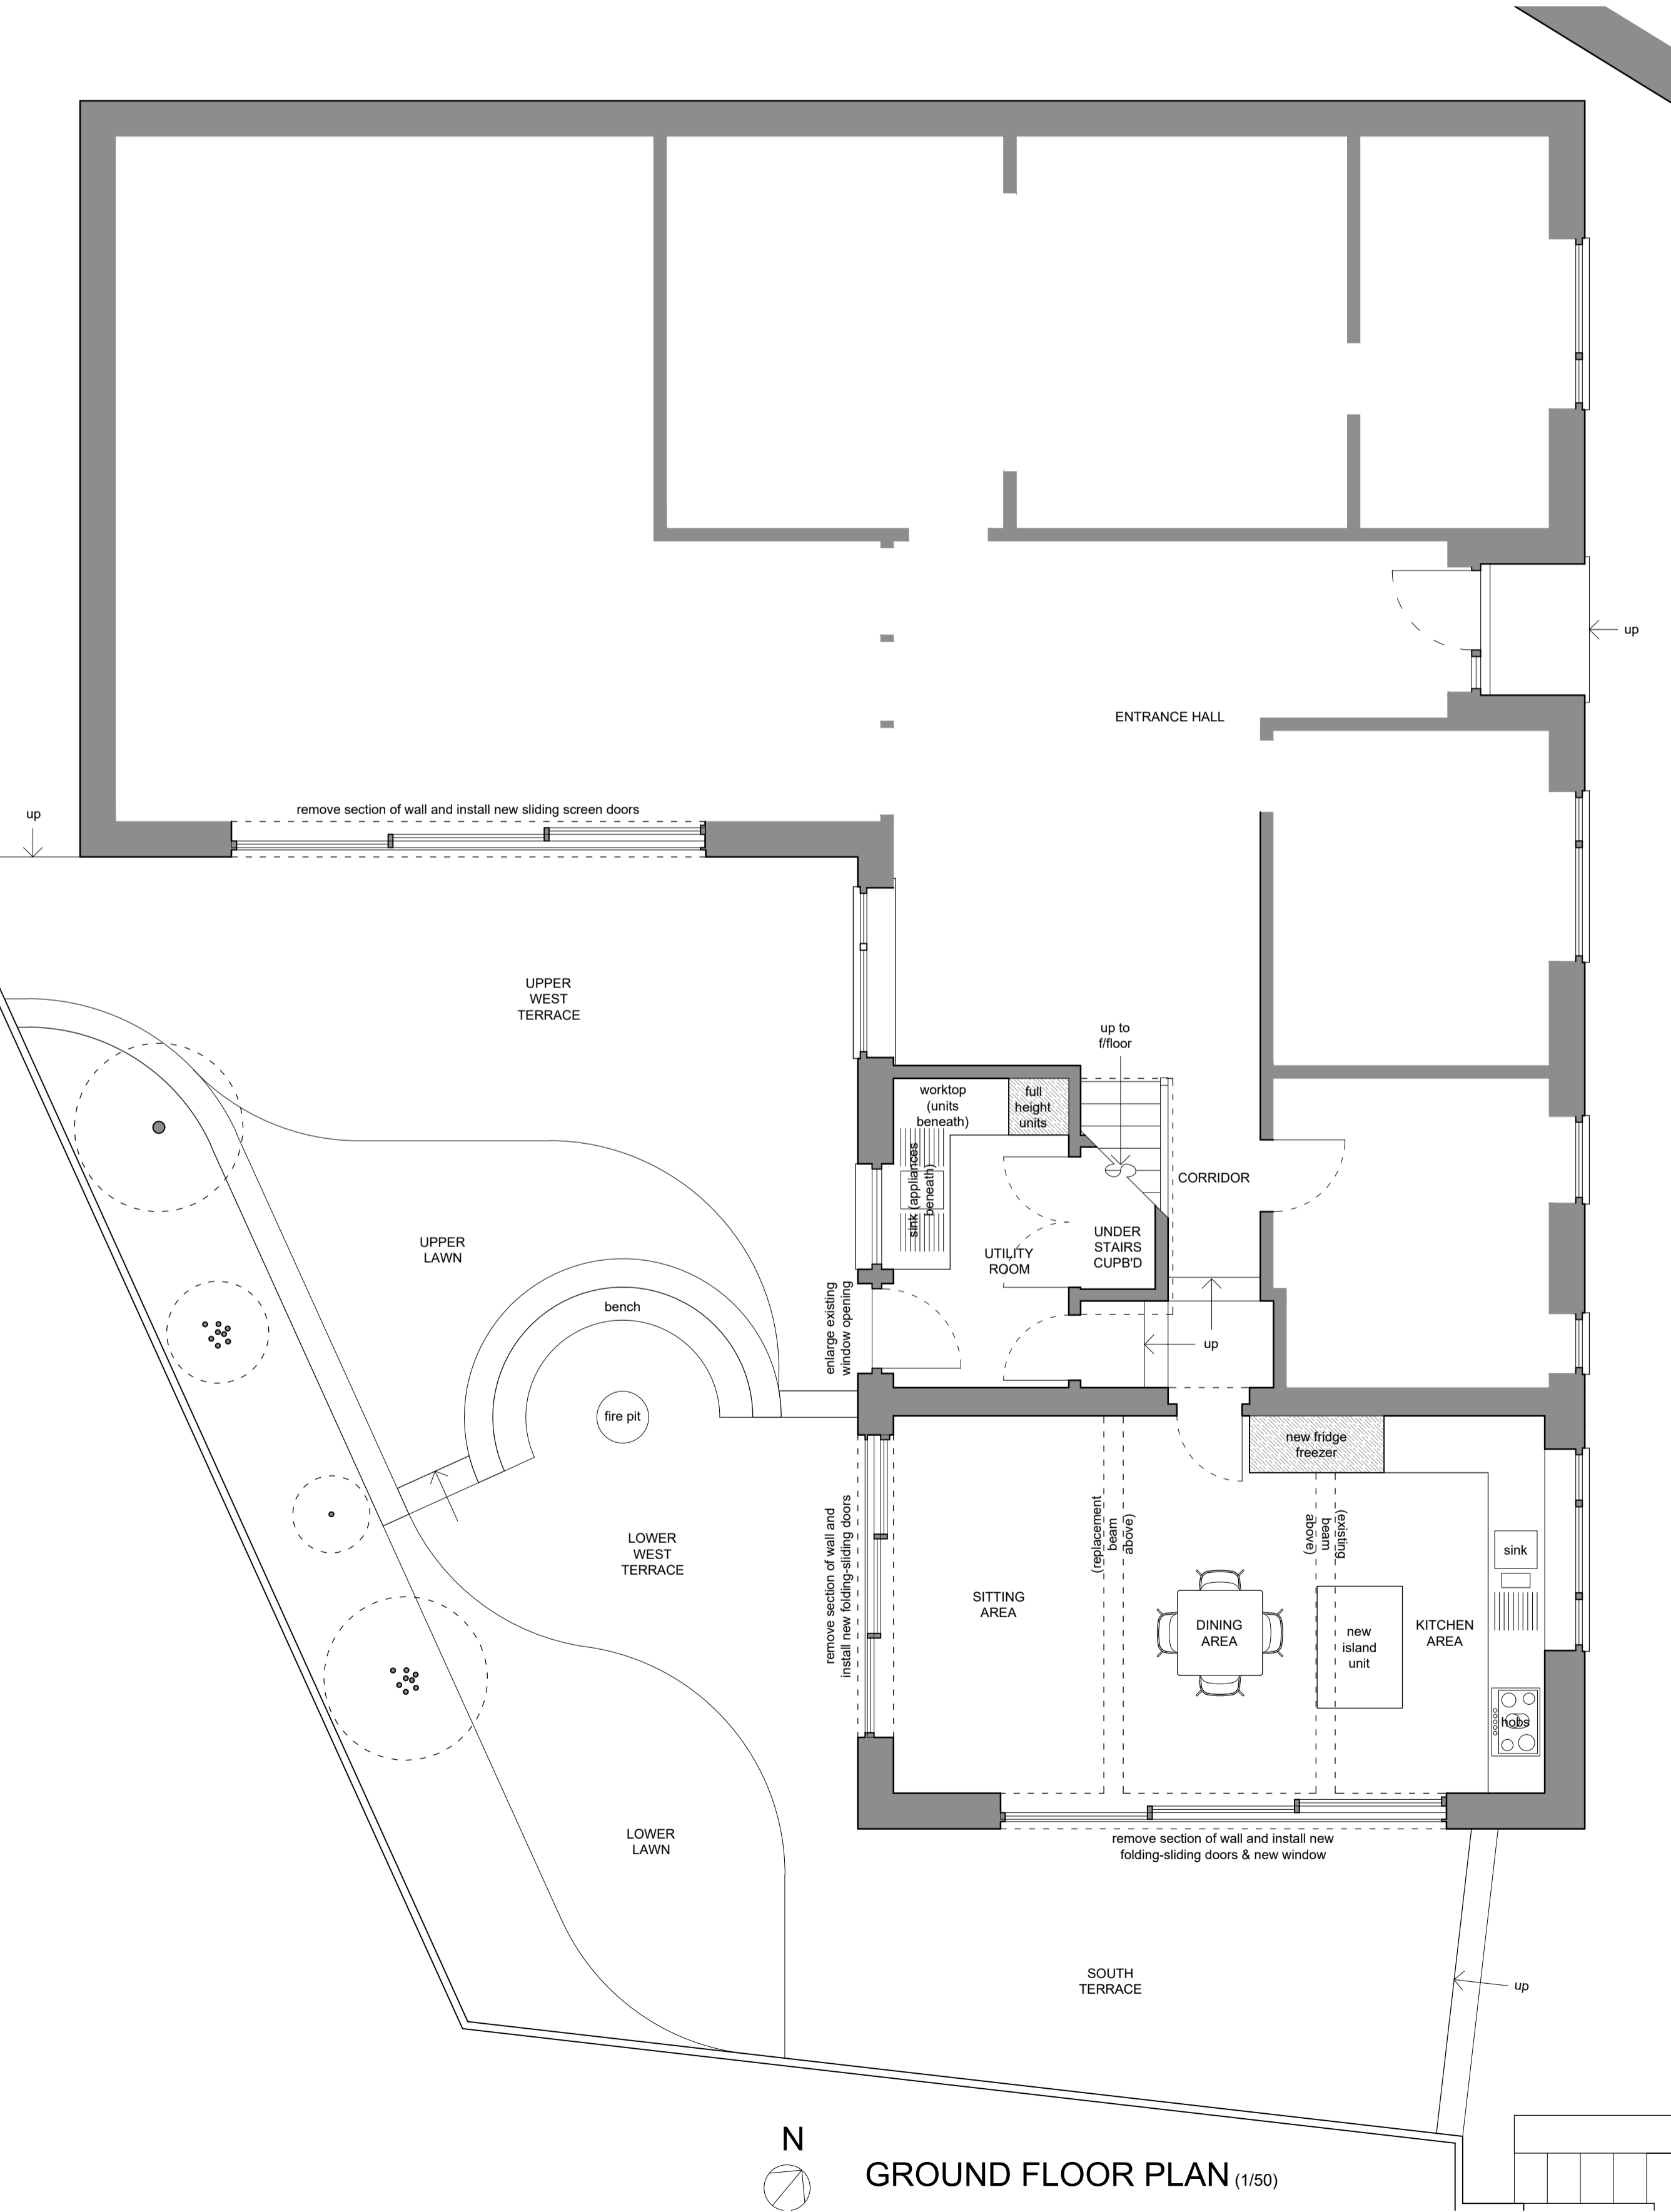 up
ENTRANCE HALL
remove section of wall and install new sliding screen doors
up
UPPER
WEST
TERRACE
up to
f/floor
worktop
(units
beneath)
full
height
units
sink (appliances
beneath)
CORRIDOR
UNDER
STAIRS
CUPB'D
UTILITY
ROOM
UPPER
LAWN
bench
enlarge existing
window opening
up
fire pit
new fridge
freezer
remove section of wall and
install new folding-sliding doors
(replacement
beam
above)
(existing
beam
above)
sink
LOWER
WEST
TERRACE
SITTING
AREA
DINING
AREA
new
island
unit
KITCHEN
AREA
hobs
LOWER
LAWN
remove section of wall and install new
folding-sliding doors & new window
SOUTH
TERRACE
up
N
GROUND FLOOR PLAN (1/50)